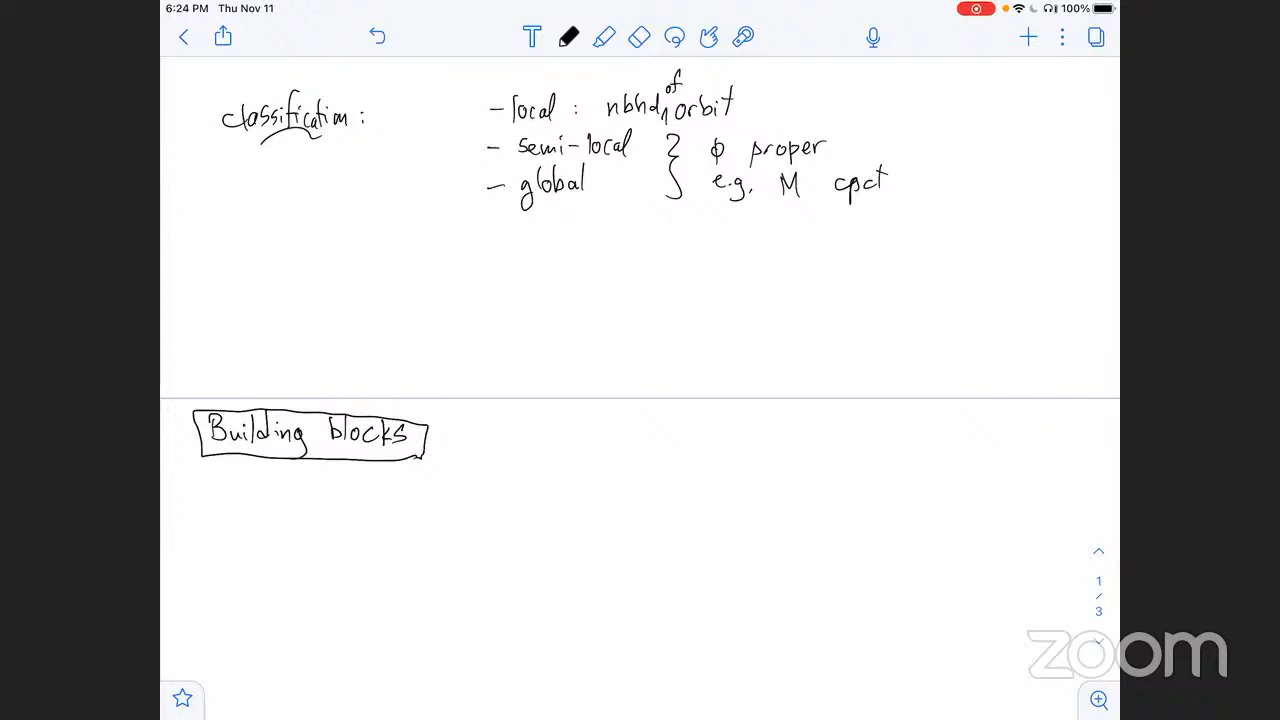 6:24 PM Thu Nov 11 100%
classification: - local: nbhd of orbit
- semi-local } Φ proper
- global e.g. M cpct
Building blocks
1
/
3
zoom